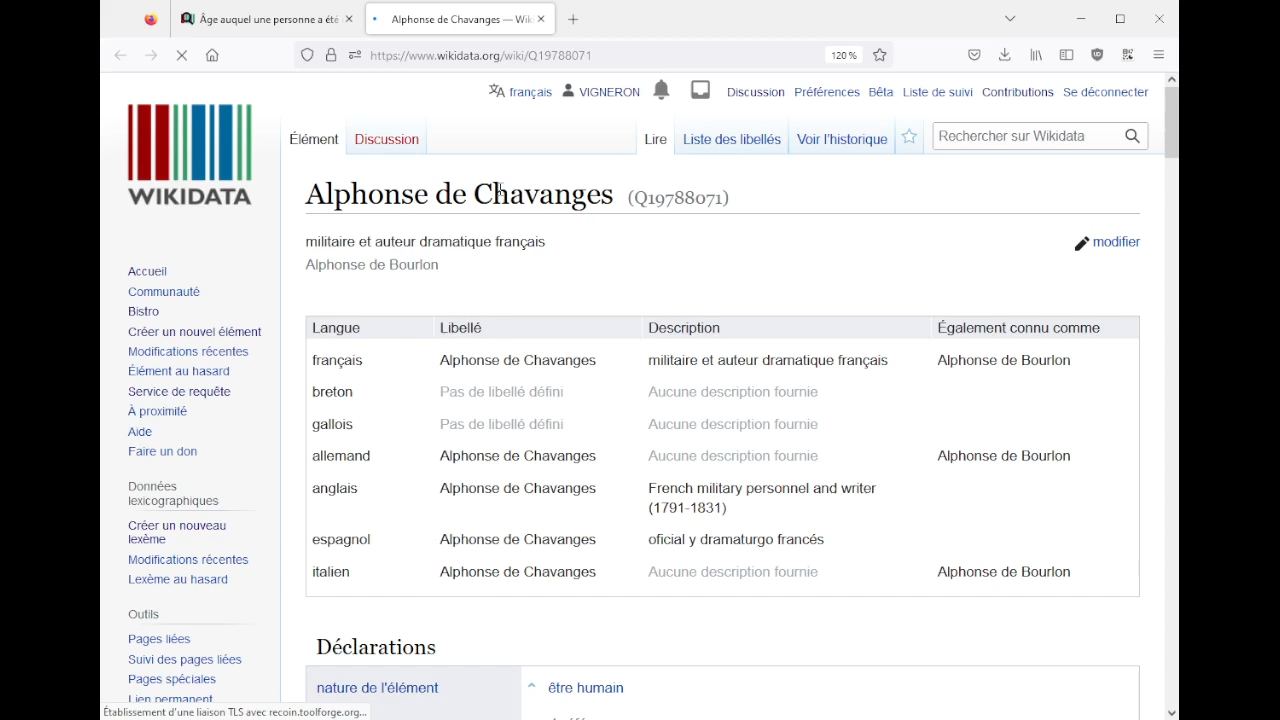 Âge auquel une personne a été
Alphonse de Chavanges — Wik
https://www.wikidata.org/wiki/Q19788071
120 %
français
VIGNERON
Discussion
Préférences
Bêta
Liste de suivi
Contributions
Se déconnecter
WIKIDATA
Élément
Discussion
Lire
Liste des libellés
Voir l'historique
Rechercher sur Wikidata
Alphonse de Chavanges (Q19788071)
militaire et auteur dramatique français
modifier
Alphonse de Bourlon
Langue Libellé Description Également connu comme
français Alphonse de Chavanges militaire et auteur dramatique français Alphonse de Bourlon
breton Pas de libellé défini Aucune description fournie
gallois Pas de libellé défini Aucune description fournie
allemand Alphonse de Chavanges Aucune description fournie Alphonse de Bourlon
anglais Alphonse de Chavanges French military personnel and writer
(1791-1831)
espagnol Alphonse de Chavanges oficial y dramaturgo francés
italien Alphonse de Chavanges Aucune description fournie Alphonse de Bourlon
Déclarations
nature de l'élément
être humain
Accueil
Communauté
Bistro
Créer un nouvel élément
Modifications récentes
Élément au hasard
Service de requête
À proximité
Aide
Faire un don
Données
lexicographiques
Créer un nouveau
lexème
Modifications récentes
Lexème au hasard
Outils
Pages liées
Suivi des pages liées
Pages spéciales
Lien permanent
Établissement d'une liaison TLS avec recoin.toolforge.org...